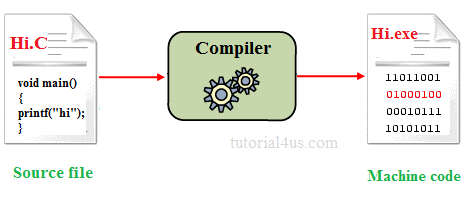 Hi.C
void main()
{
printf("hi");
}
Source file
Compiler
tutorial4us.com
Hi.exe
11011001
01000100
00010111
10101011
Machine code